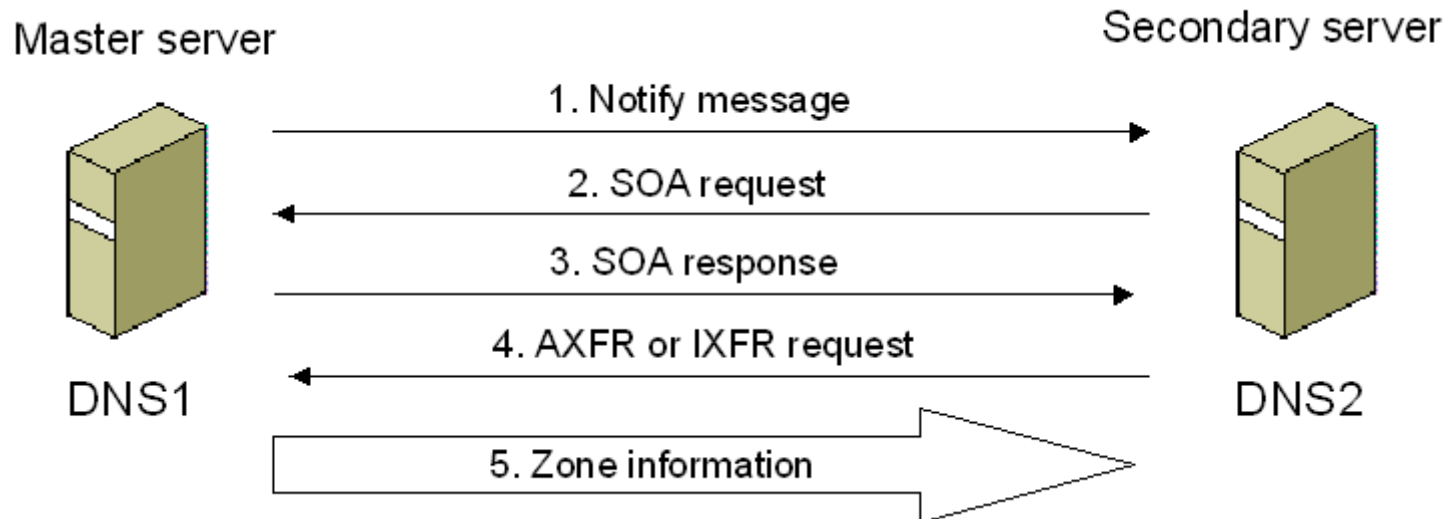 Master server
Secondary server
1. Notify message
2. SOA request
3. SOA response
4. AXFR or IXFR request
DNS1
DNS2
5. Zone information